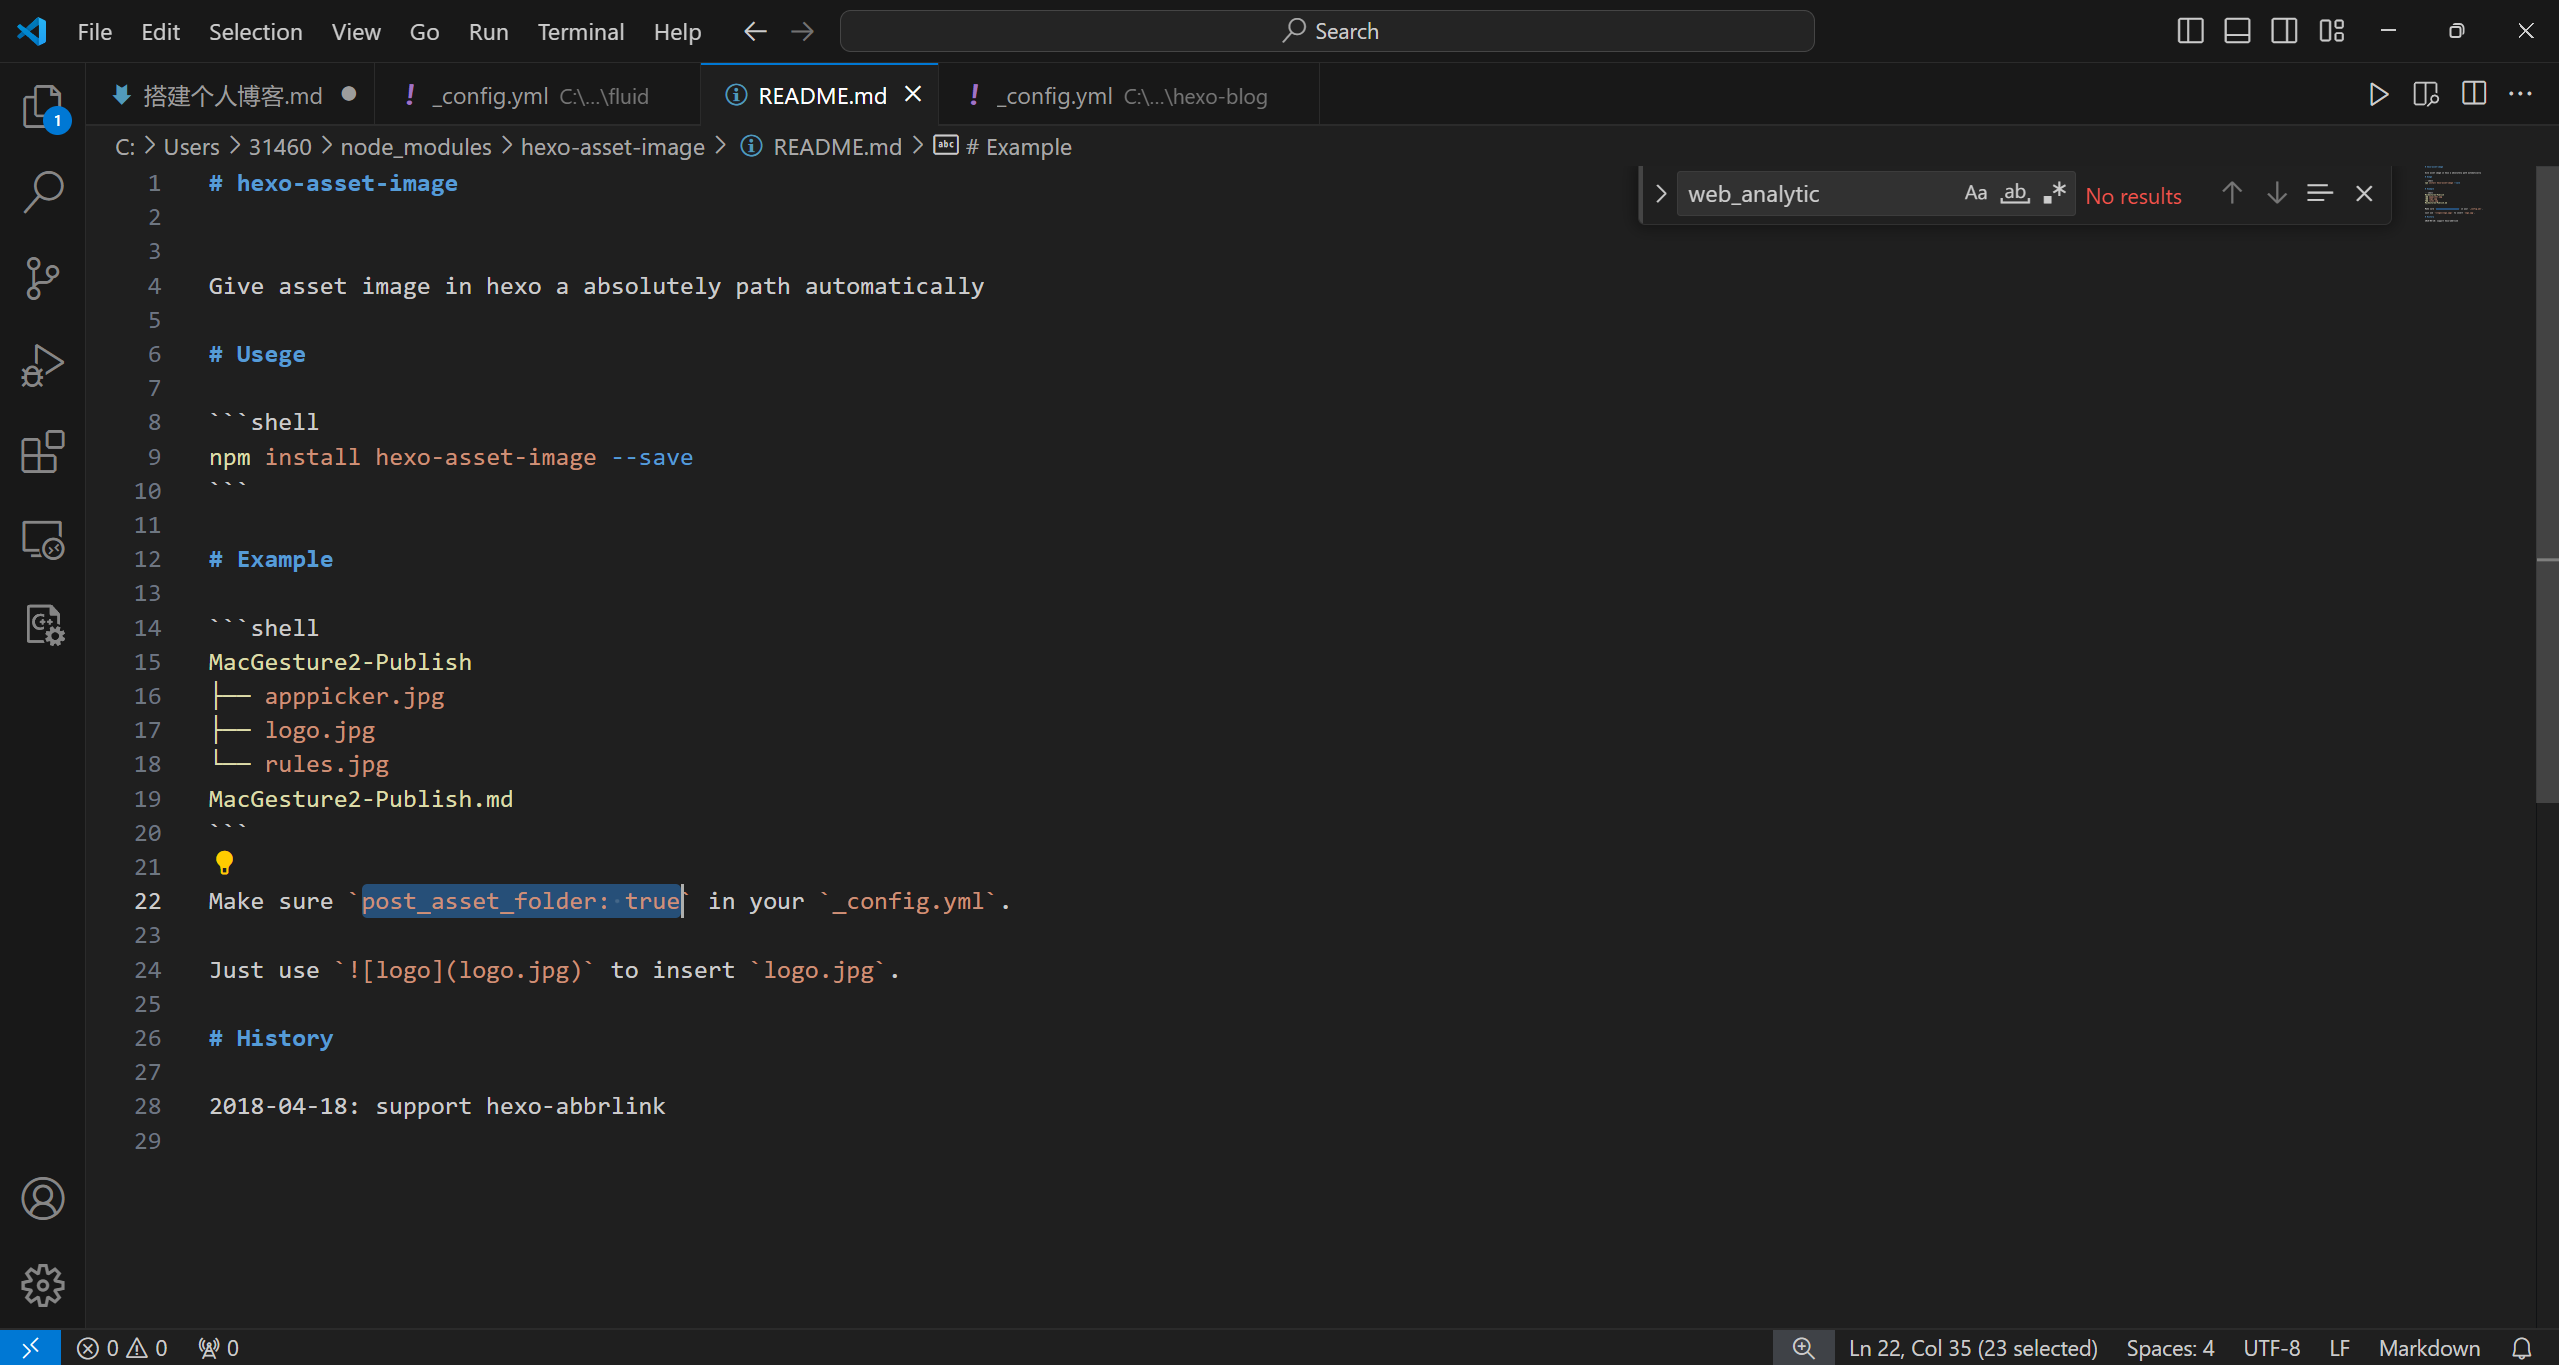 File Edit Selection View Go Run Terminal Help Search
搭建个人博客.md _config.yml C:\...\fluid README.md _config.yml C:\...\hexo-blog
1
C: Users 31460 node_modules hexo-asset-image README.md abc # Example
web_analytic Aa ab No results
1 # hexo-asset-image
2
3
4 Give asset image in hexo a absolutely path automatically
5
6 # Usege
7
8 ```shell
9 npm install hexo-asset-image --save
10 ```
11
12 # Example
13
14 ```shell
15 MacGesture2-Publish
16 ├── apppicker.jpg
17 ├── logo.jpg
18 └── rules.jpg
19 MacGesture2-Publish.md
20 ```
21
22 Make sure `post_asset_folder: true` in your `_config.yml`.
23
24 Just use `![logo](logo.jpg)` to insert `logo.jpg`.
25
26 # History
27
28 2018-04-18: support hexo-abbrlink
29
0 0 0 Ln 22, Col 35 (23 selected) Spaces: 4 UTF-8 LF Markdown